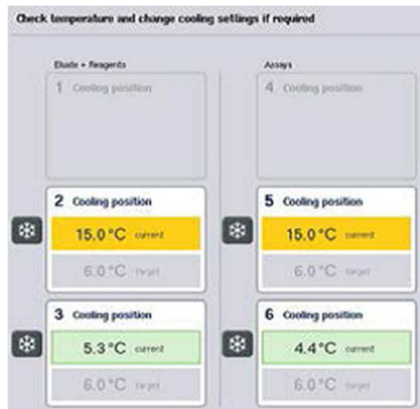 Check temperature and change cooling settings if required
Eluate + Reagents
Assays
1 Cooling position
4 Cooling position
2 Cooling position
15.0°C current
6.0°C target
5 Cooling position
15.0°C current
6.0°C target
3 Cooling position
5.3°C current
6.0°C target
6 Cooling position
4.4°C current
6.0°C target